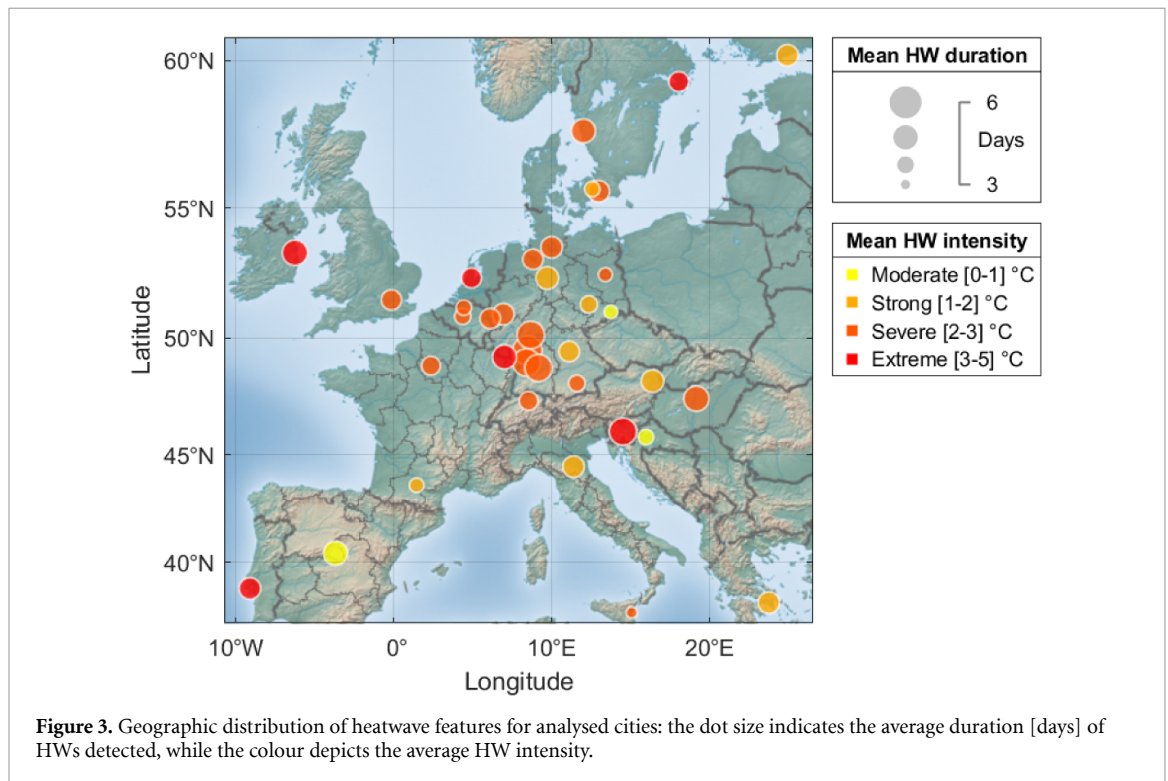 60°N
55°N
50°N
45°N
40°N
Latitude
10°W 0° 10°E 20°E
Longitude
Mean HW duration
6
Days
3
Mean HW intensity
Moderate [0-1] °C
Strong [1-2] °C
Severe [2-3] °C
Extreme [3-5] °C
Figure 3. Geographic distribution of heatwave features for analysed cities: the dot size indicates the average duration [days] of
HWs detected, while the colour depicts the average HW intensity.